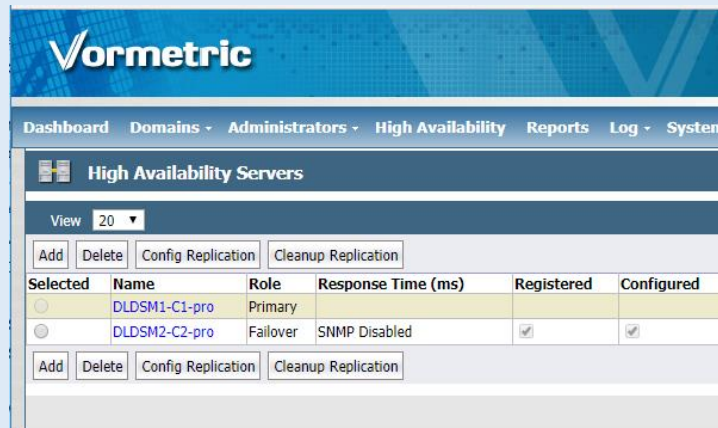 Vormetric
Dashboard Domains Administrators High Availability Reports Log System
High Availability Servers
View 20
Add Delete Config Replication Cleanup Replication
Selected Name Role Response Time (ms) Registered Configured
DLDSM1-C1-pro Primary
DLDSM2-C2-pro Failover SNMP Disabled
Add Delete Config Replication Cleanup Replication